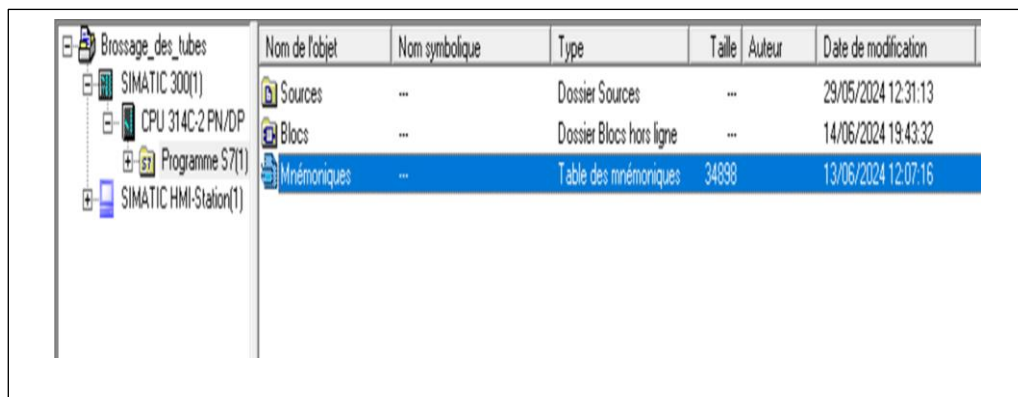 Brossage_des_tubes
SIMATIC 300(1)
CPU 314C-2 PN/DP
S7 Programme S7(1)
SIMATIC HMI-Station(1)
Nom de l'objet Nom symbolique Type Taille Auteur Date de modification
Sources --- Dossier Sources --- 29/05/2024 12:31:13
Blocs --- Dossier Blocs hors ligne --- 14/06/2024 19:43:32
Mnémoniques --- Table des mnémoniques 34898 13/06/2024 12:07:16